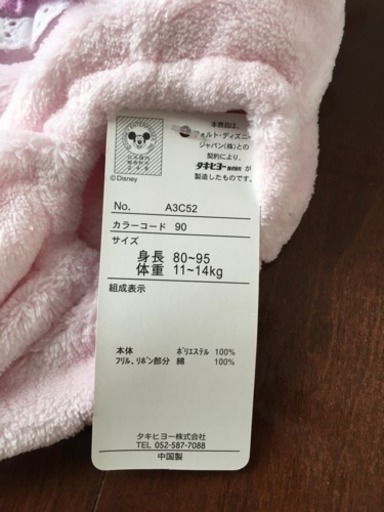 本商品は、
ォルト・ディズニー
ジャパン(株)との
契約により、
タキヒヨー株式会社 が
製造したものです。
©Disney
No. A3C52
カラーコード 90
サイズ
身長 80~95
体重 11~14kg
組成表示
本体 ポリエステル 100%
フリル、リボン部分 綿 100%
タキヒヨー株式会社
TEL 052-587-7088
中国製